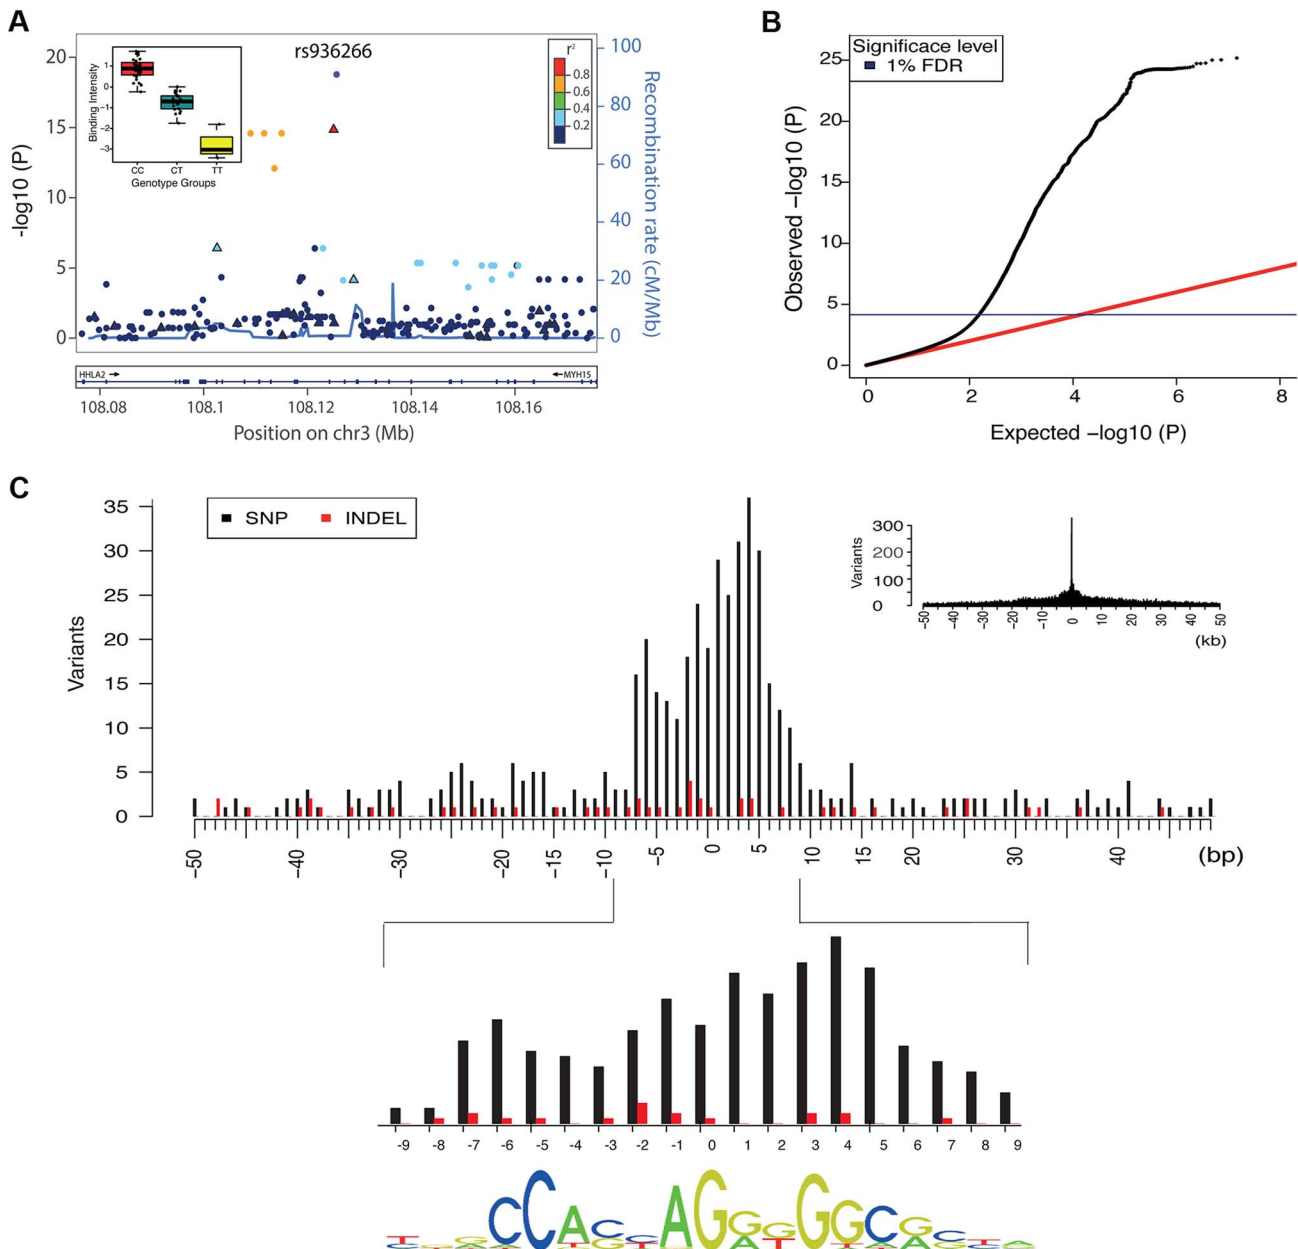 A
rs936266
r²
0.8
0.6
0.4
0.2
Binding Intensity
1
0
−1
−2
−3
CC CT TT
Genotype Groups
-log10 (P)
20
15
10
5
0
100
80
60
40
20
0
Recombination rate (cM/Mb)
HHLA2
MYH15
108.08 108.1 108.12 108.14 108.16
Position on chr3 (Mb)
B
Significace level
1% FDR
Observed −log10 (P)
25
20
15
10
5
0
0 2 4 6 8
Expected −log10 (P)
C
SNP INDEL
Variants
35
30
25
20
15
10
5
0
-50 -40 -30 -20 -10 -5 0 5 10 20 30 40 (bp)
Variants
300
200
100
0
-50 -40 -30 -20 -10 0 10 20 30 40 50
(kb)
-9 -8 -7 -6 -5 -4 -3 -2 -1 0 1 2 3 4 5 6 7 8 9
CCACCAGGGGGCGC